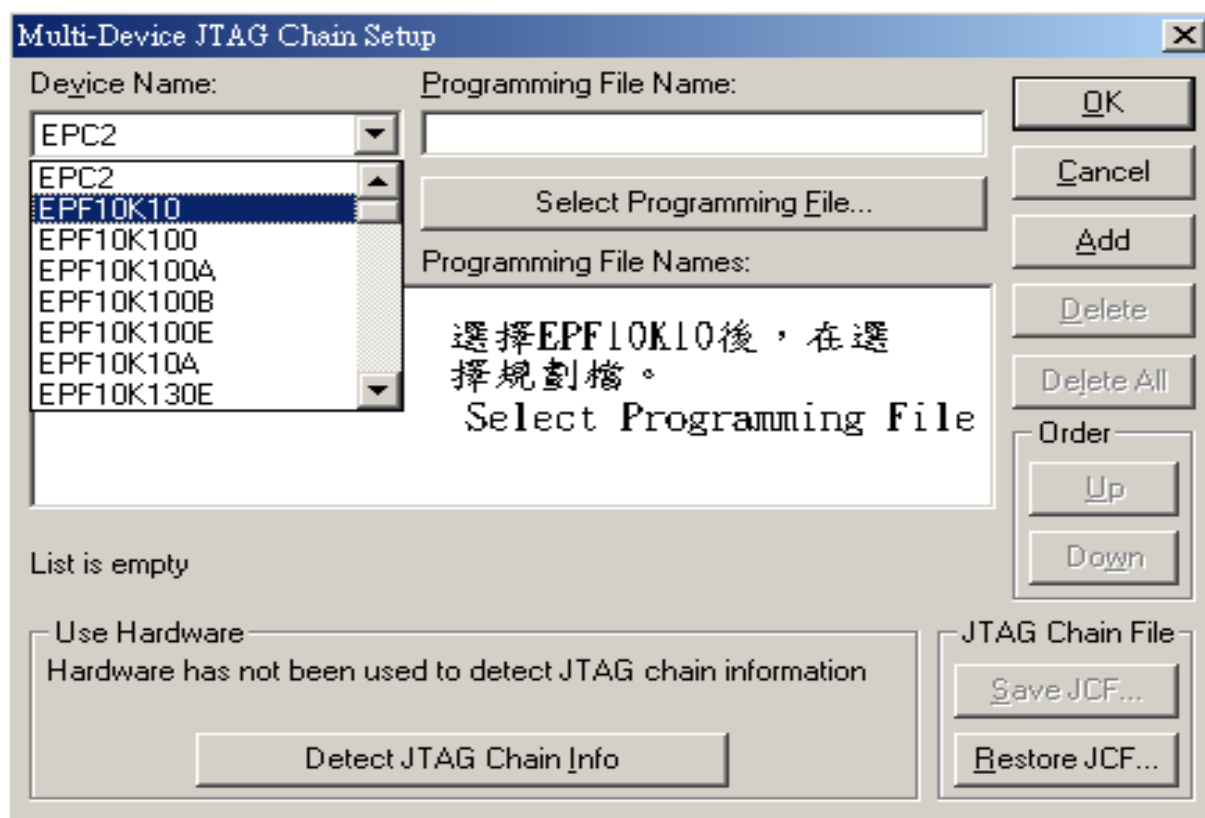 Multi-Device JTAG Chain Setup
Device Name:
EPC2
EPC2
EPF10K10
EPF10K100
EPF10K100A
EPF10K100B
EPF10K100E
EPF10K10A
EPF10K130E
Programming File Name:
Select Programming File...
Programming File Names:
選擇EPF10K10後，在選
擇規劃檔。
Select Programming File
OK
Cancel
Add
Delete
Delete All
Order
Up
Down
List is empty
Use Hardware
Hardware has not been used to detect JTAG chain information
Detect JTAG Chain Info
JTAG Chain File
Save JCF...
Restore JCF...